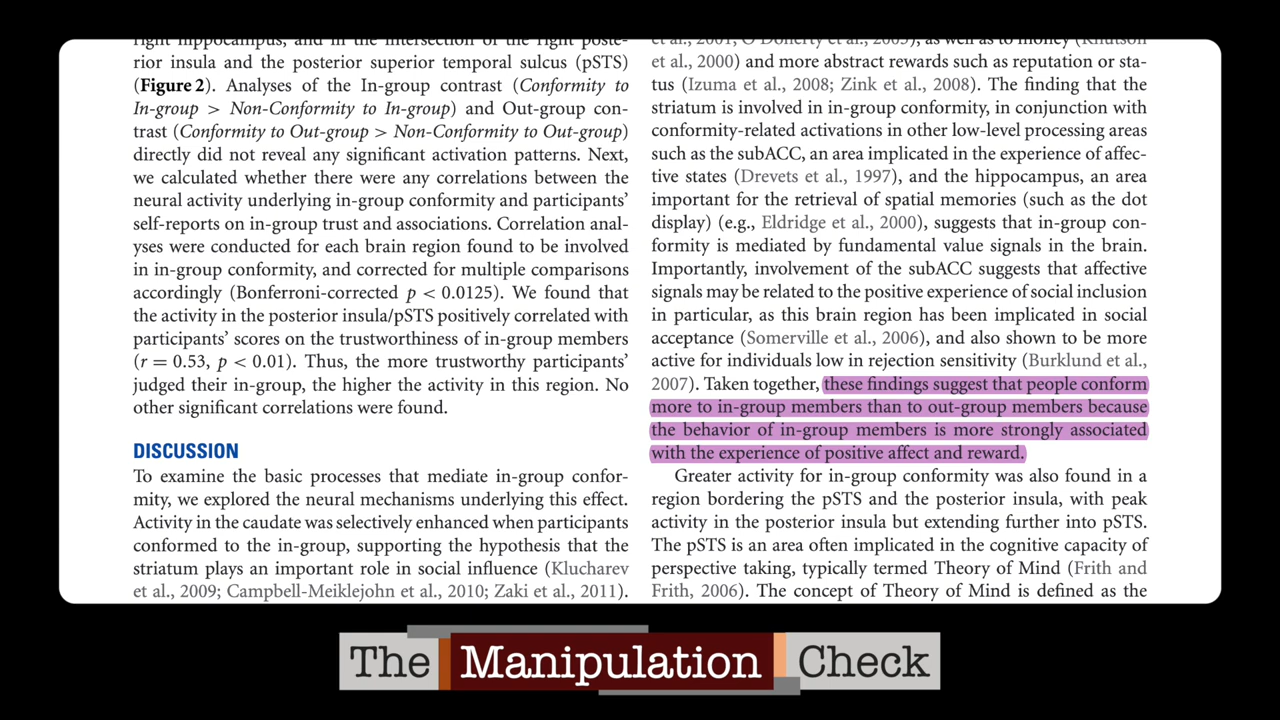 right hippocampus, and in the intersection of the right poste-
rior insula and the posterior superior temporal sulcus (pSTS)
(Figure 2). Analyses of the In-group contrast (Conformity to
In-group > Non-Conformity to In-group) and Out-group con-
trast (Conformity to Out-group > Non-Conformity to Out-group)
directly did not reveal any significant activation patterns. Next,
we calculated whether there were any correlations between the
neural activity underlying in-group conformity and participants’
self-reports on in-group trust and associations. Correlation anal-
yses were conducted for each brain region found to be involved
in in-group conformity, and corrected for multiple comparisons
accordingly (Bonferroni-corrected p < 0.0125). We found that
the activity in the posterior insula/pSTS positively correlated with
participants’ scores on the trustworthiness of in-group members
(r = 0.53, p < 0.01). Thus, the more trustworthy participants’
judged their in-group, the higher the activity in this region. No
other significant correlations were found.
DISCUSSION
To examine the basic processes that mediate in-group confor-
mity, we explored the neural mechanisms underlying this effect.
Activity in the caudate was selectively enhanced when participants
conformed to the in-group, supporting the hypothesis that the
striatum plays an important role in social influence (Klucharev
et al., 2009; Campbell-Meiklejohn et al., 2010; Zaki et al., 2011).
et al., 2001; O’Doherty et al., 2003), as well as to money (Knutson
et al., 2000) and more abstract rewards such as reputation or sta-
tus (Izuma et al., 2008; Zink et al., 2008). The finding that the
striatum is involved in in-group conformity, in conjunction with
conformity-related activations in other low-level processing areas
such as the subACC, an area implicated in the experience of affec-
tive states (Drevets et al., 1997), and the hippocampus, an area
important for the retrieval of spatial memories (such as the dot
display) (e.g., Eldridge et al., 2000), suggests that in-group con-
formity is mediated by fundamental value signals in the brain.
Importantly, involvement of the subACC suggests that affective
signals may be related to the positive experience of social inclusion
in particular, as this brain region has been implicated in social
acceptance (Somerville et al., 2006), and also shown to be more
active for individuals low in rejection sensitivity (Burklund et al.,
2007). Taken together, these findings suggest that people conform
more to in-group members than to out-group members because
the behavior of in-group members is more strongly associated
with the experience of positive affect and reward.
Greater activity for in-group conformity was also found in a
region bordering the pSTS and the posterior insula, with peak
activity in the posterior insula but extending further into pSTS.
The pSTS is an area often implicated in the cognitive capacity of
perspective taking, typically termed Theory of Mind (Frith and
Frith, 2006). The concept of Theory of Mind is defined as the
The Manipulation Check